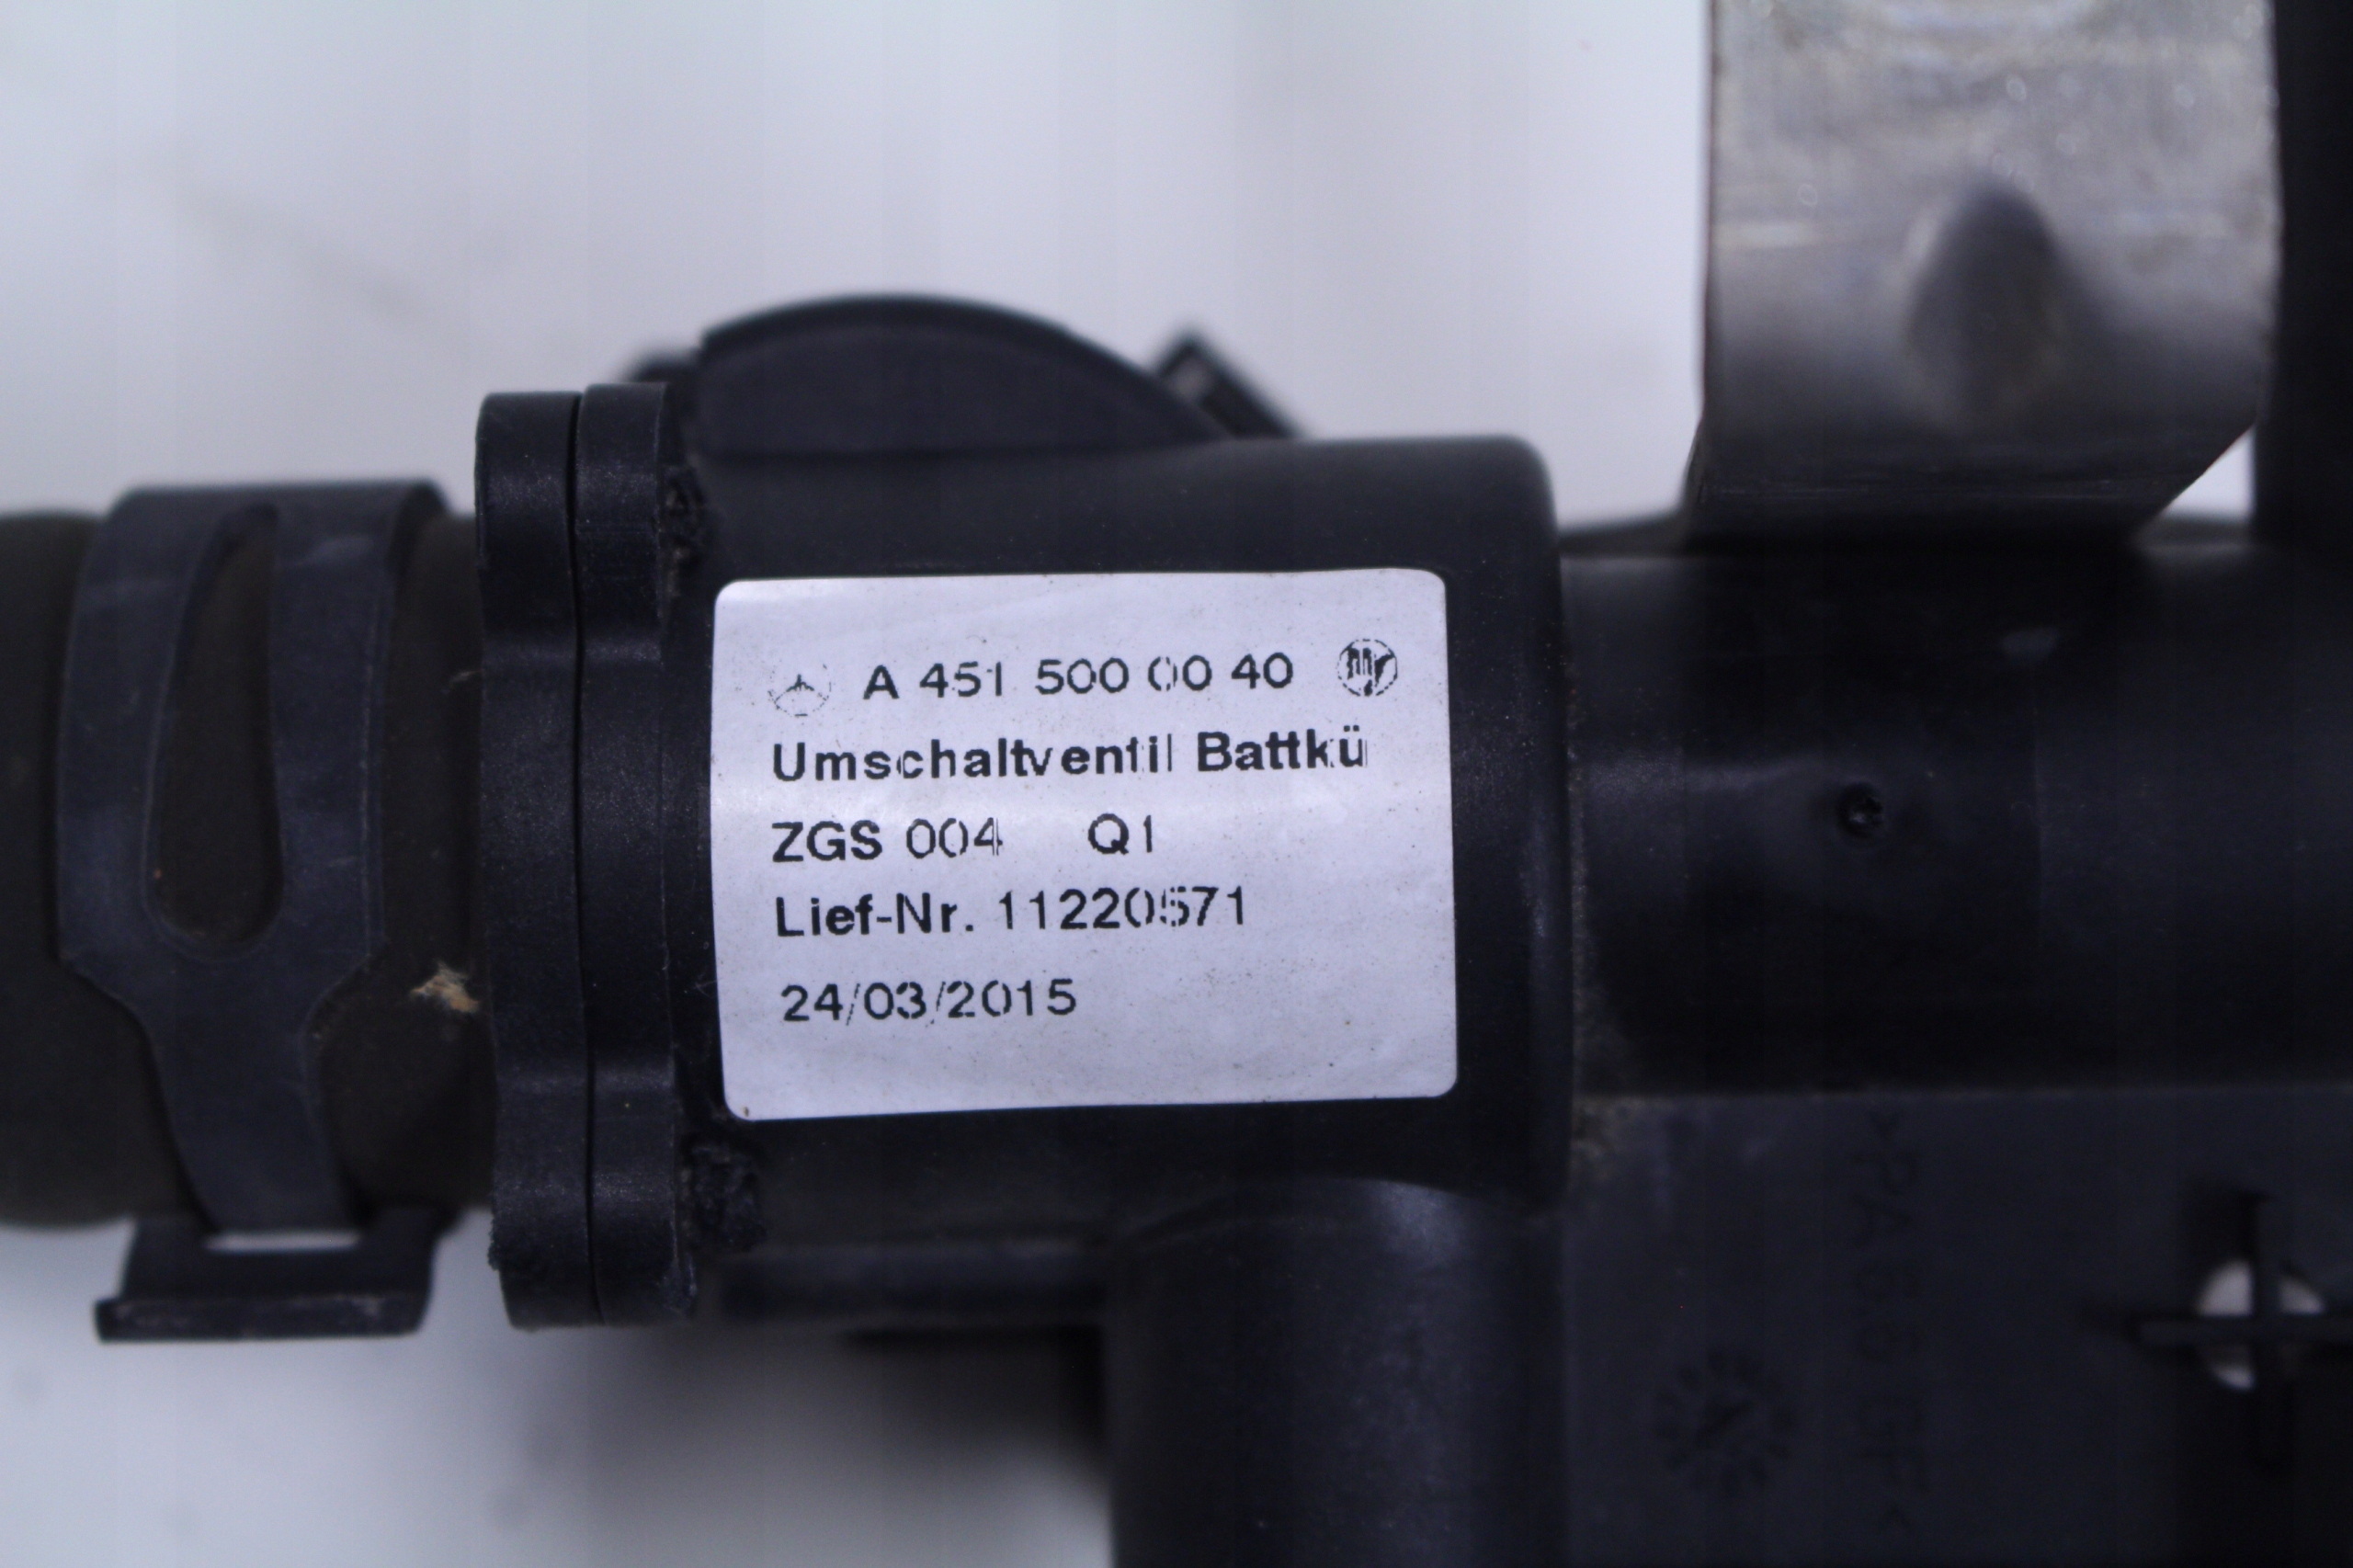 A 451 500 00 40
Umschaltventil Battkü
ZGS 004 Q1
Lief-Nr. 11220571
24/03/2015